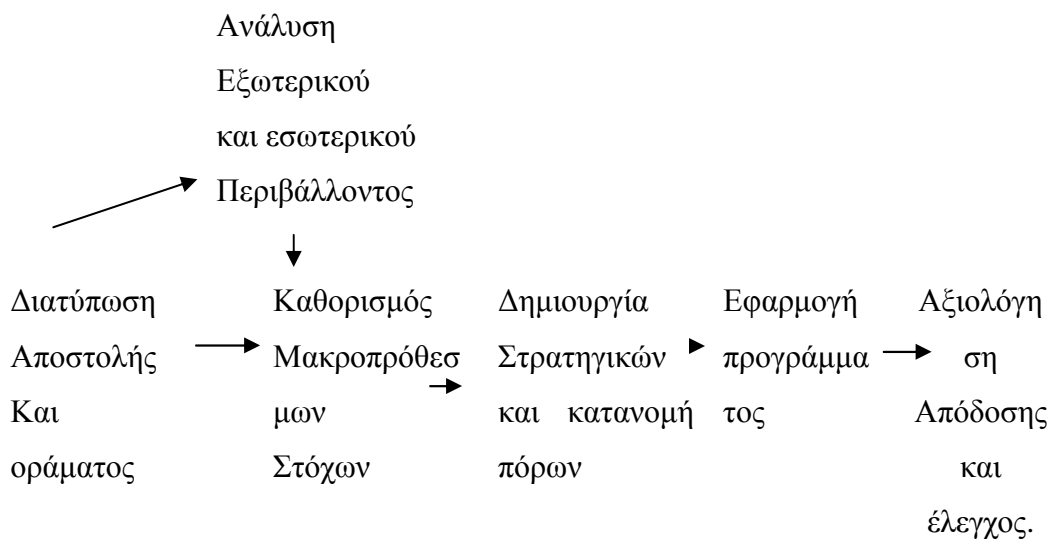 Ανάλυση
Εξωτερικού
και εσωτερικού
Περιβάλλοντος
Διατύπωση
Αποστολής
Και
οράματος
Καθορισμός
Μακροπρόθεσ
μων
Στόχων
Δημιουργία
Στρατηγικών
και κατανομή
πόρων
Εφαρμογή
προγράμμα
τος
Αξιολόγη
ση
Απόδοσης
και
έλεγχος.